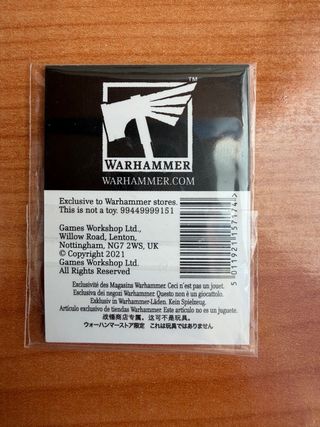 ™
WARHAMMER
WARHAMMER.COM
Exclusive to Warhammer stores.
This is not a toy. 99449999151
Games Workshop Ltd.,
Willow Road, Lenton,
Nottingham, NG7 2WS, UK
© Copyright 2021
Games Workshop Ltd.
All Rights Reserved
5 011921 157174 >
Exclusivité des Magasins Warhammer. Ceci n'est pas un jouet.
Esclusiva dei negozi Warhammer. Questo non è un giocattolo.
Exklusiv in Warhammer-Läden. Kein Spielzeug.
Artículo exclusivo de tiendas Warhammer. Este artículo no es un juguete.
战锤商店专属。这可不是玩具。
ウォーハンマーストア限定 これは玩具ではありません